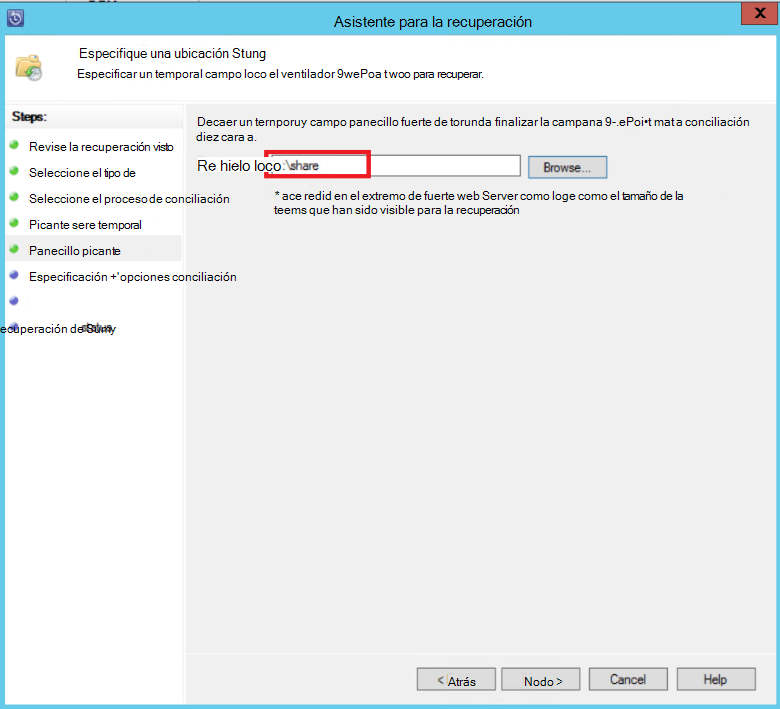 Asistente para la recuperación
X
Especifique una ubicación Stung
Especificar un temporal campo loco el ventilador 9wePoa t woo para recuperar.
Steps:
Revise la recuperación visto
Seleccione el tipo de
Seleccione el proceso de conciliación
Picante sere temporal
Panecillo picante
Especificación +'opciones conciliación
ecuperación de
Decaer un ternporuy campo panecillo fuerte de torunda finalizar la campana 9-.ePoi•t mat a conciliación
diez cara a.
Re hielo loco :\share
Browse...
* ace redid en el extremo de fuerte web Server como loge como el tamaño de la
teems que han sido visible para la recuperación
< Atrás
Nodo >
Cancel
Help